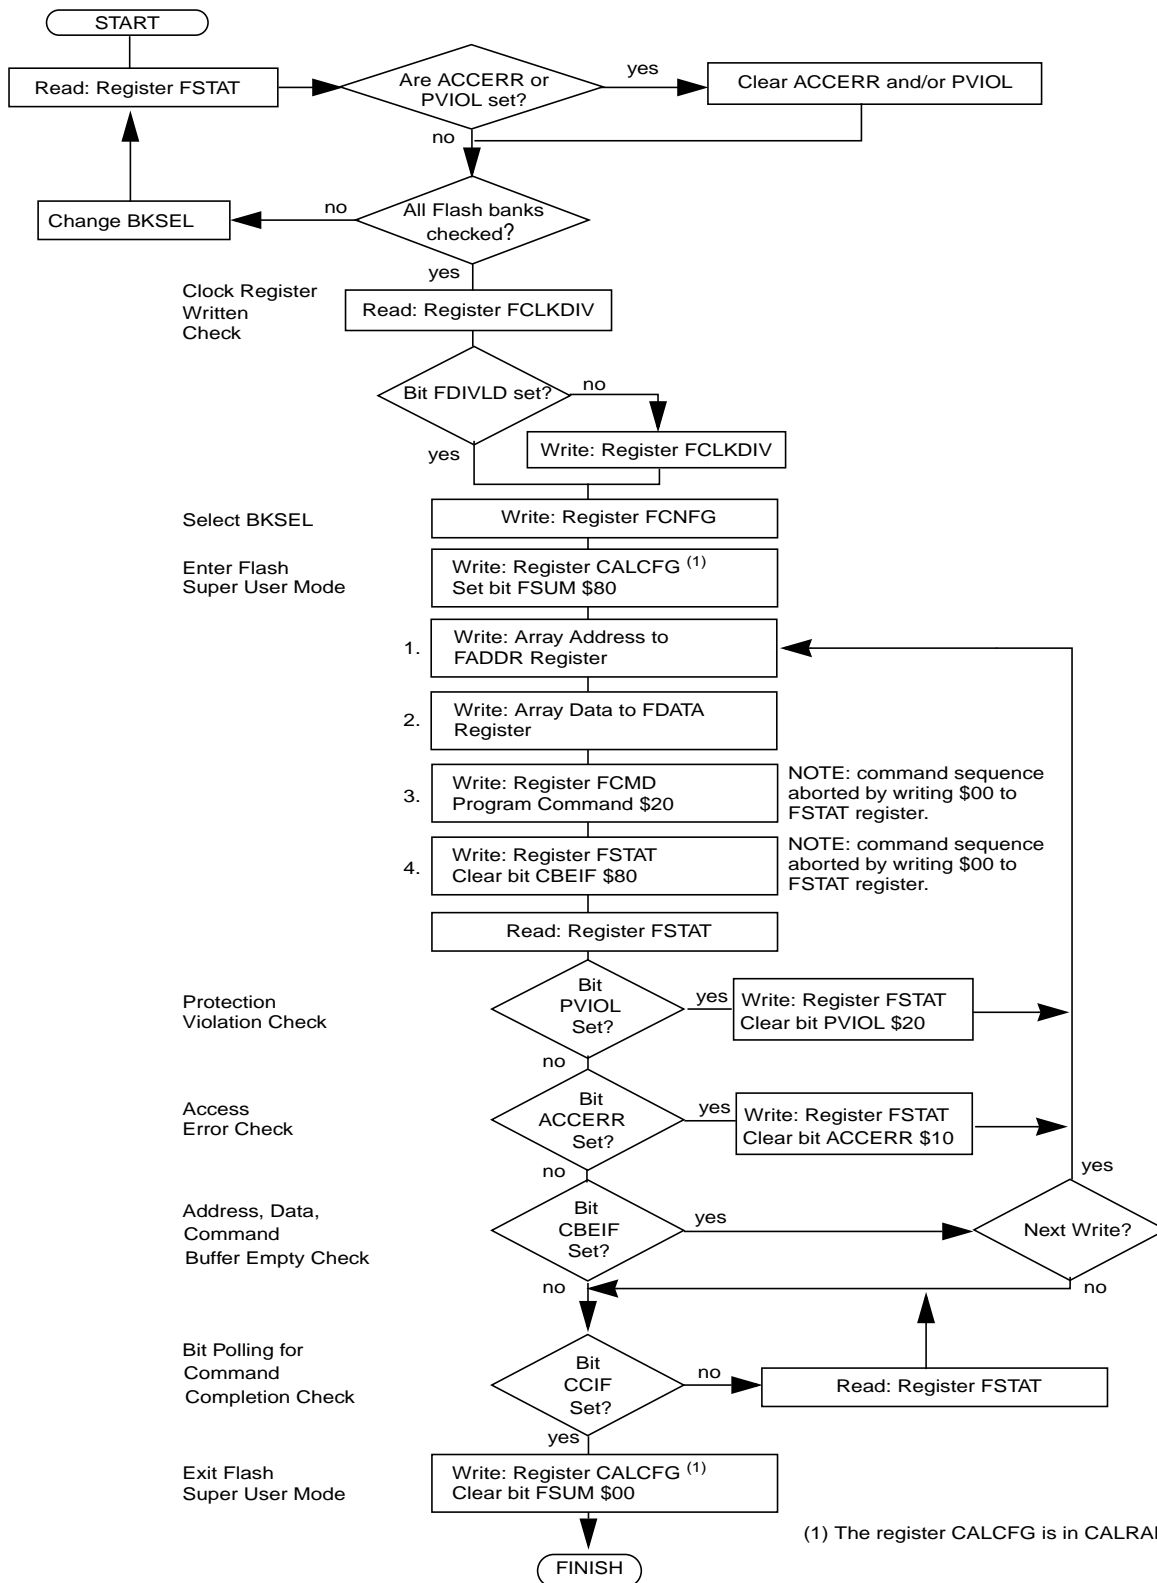 START
Read: Register FSTAT
Are ACCERR or
PVIOL set?
yes
Clear ACCERR and/or PVIOL
no
Change BKSEL
no
All Flash banks
checked?
yes
Clock Register
Written
Check
Read: Register FCLKDIV
Bit FDIVLD set?
no
yes
Write: Register FCLKDIV
Select BKSEL
Write: Register FCNFG
Enter Flash
Super User Mode
Write: Register CALCFG (1)
Set bit FSUM $80
1.
Write: Array Address to
FADDR Register
2.
Write: Array Data to FDATA
Register
3.
Write: Register FCMD
Program Command $20
NOTE: command sequence
aborted by writing $00 to
FSTAT register.
4.
Write: Register FSTAT
Clear bit CBEIF $80
NOTE: command sequence
aborted by writing $00 to
FSTAT register.
Read: Register FSTAT
Protection
Violation Check
Bit
PVIOL
Set?
yes
Write: Register FSTAT
Clear bit PVIOL $20
no
Access
Error Check
Bit
ACCERR
Set?
yes
Write: Register FSTAT
Clear bit ACCERR $10
no
yes
Address, Data,
Command
Buffer Empty Check
Bit
CBEIF
Set?
yes
Next Write?
no
no
Bit Polling for
Command
Completion Check
Bit
CCIF
Set?
no
Read: Register FSTAT
yes
Exit Flash
Super User Mode
Write: Register CALCFG (1)
Clear bit FSUM $00
(1) The register CALCFG is in
FINISH